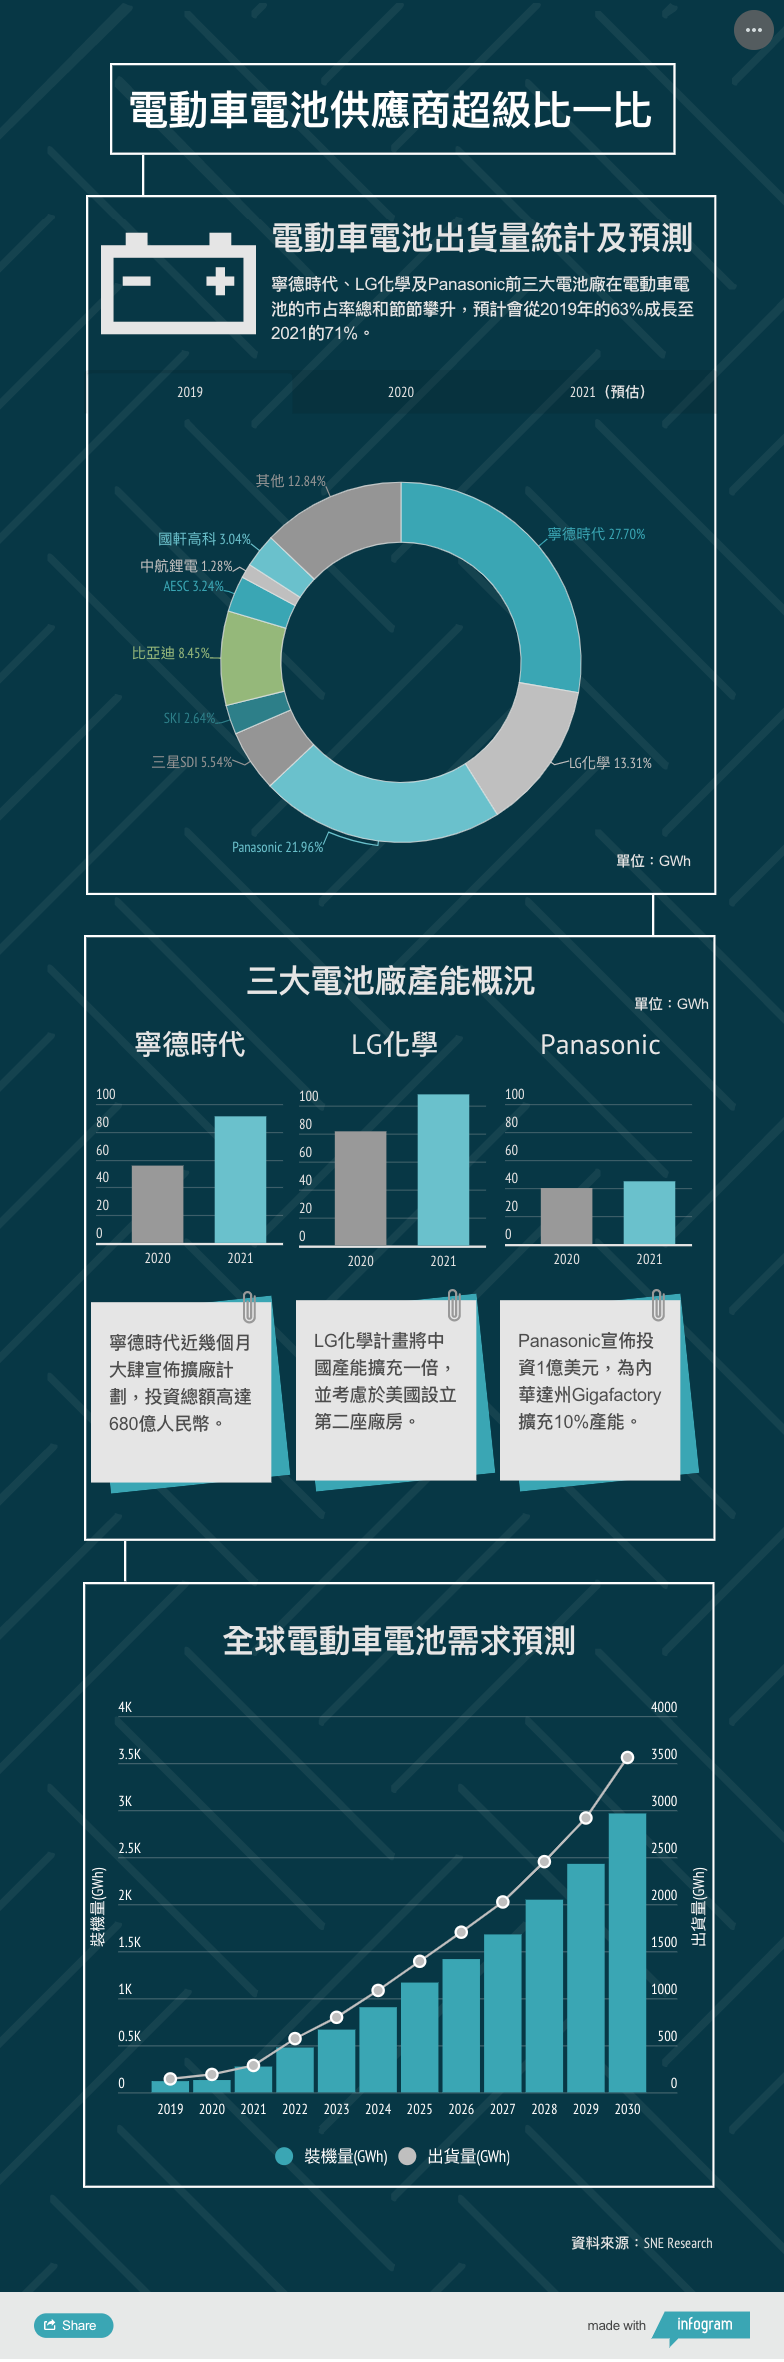 電動車電池供應商超級比一比
電動車電池出貨量統計及預測
寧德時代、LG化學及Panasonic前三大電池廠在電動車電
池的市占率總和節節攀升，預計會從2019年的63%成長至
2021的71%。
2019
2020
2021（預估）
其他 12.84%
寧德時代 27.70%
國軒高科 3.04%
中航鋰電 1.28%
AESC 3.24%
比亞迪 8.45%
SKI 2.64%
三星SDI 5.54%
LG化學 13.31%
Panasonic 21.96%
單位：GWh
三大電池廠產能概況
單位：GWh
寧德時代
100
80
60
40
20
0
2020
2021
寧德時代近幾個月
大肆宣佈擴廠計
劃，投資總額高達
680億人民幣。
LG化學
100
80
60
40
20
0
2020
2021
LG化學計畫將中
國產能擴充一倍，
並考慮於美國設立
第二座廠房。
Panasonic
100
80
60
40
20
0
2020
2021
Panasonic宣佈投
資1億美元，為內
華達州Gigafactory
擴充10%產能。
全球電動車電池需求預測
4K
3.5K
3K
2.5K
2K
1.5K
1K
0.5K
0
裝機量(GWh)
4000
3500
3000
2500
2000
1500
1000
500
0
出貨量(GWh)
2019
2020
2021
2022
2023
2024
2025
2026
2027
2028
2029
2030
裝機量(GWh)
出貨量(GWh)
資料來源：SNE Research
Share
made with
infogram